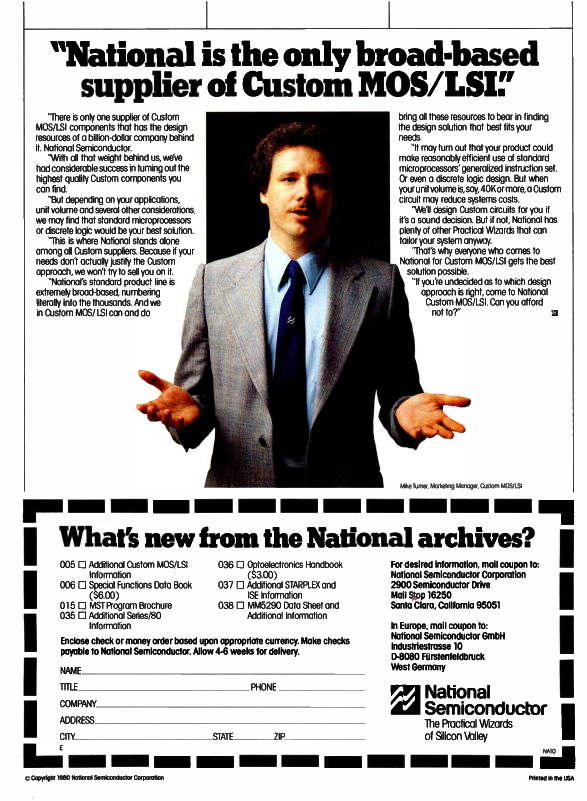 "National is the only broad-based
supplier of Custom MOS/LSI."
"There is only one supplier of Custom
MOS/LSI components that has the design
resources of a billion-dollar company behind
it. National Semiconductor.
"With all that weight behind us, we've
had considerable success in turning out the
highest quality Custom components you
can find.
"But depending on your applications,
unit volume and several other considerations,
we may find that standard microprocessors
or discrete logic would be your best solution.
"This is where National stands alone
among all Custom suppliers. Because if your
needs don't actually justify the Custom
approach, we won't try to sell you on it.
"National's standard product line is
extremely broad-based, numbering
literally into the thousands. And we
in Custom MOS/LSI can and do
bring all these resources to bear in finding
the design solution that best fits your
needs.
"It may turn out that your product could
make reasonably efficient use of standard
microprocessors' generalized instruction set.
Or even a discrete logic design. But when
your unit volume is, say, 40K or more, a Custom
circuit may reduce systems costs.
"We'll design Custom circuits for you if
it's a sound decision. But if not, National has
plenty of other Practical Wizards that can
tailor your system anyway.
"That's why everyone who comes to
National for Custom MOS/LSI gets the best
solution possible.
"If you're undecided as to which design
approach is right, come to National
Custom MOS/LSI. Can you afford
not to?"
Mike Turner, Marketing Manager, Custom MOS/LSI
What's new from the National archives?
005 □ Additional Custom MOS/LSI
Information
006 □ Special Functions Data Book
($6.00)
015 □ MST Program Brochure
035 □ Additional Series/80
Information
036 □ Optoelectronics Handbook
($3.00)
037 □ Additional STARPLEX and
ISE Information
038 □ MM5290 Data Sheet and
Additional Information
Enclose check or money order based upon appropriate currency. Make checks
payable to National Semiconductor. Allow 4-6 weeks for delivery.
NAME
TITLE PHONE
COMPANY
ADDRESS
CITY STATE ZIP
E
For desired information, mail coupon to:
National Semiconductor Corporation
2900 Semiconductor Drive
Mail Stop 16250
Santa Clara, California 95051
In Europe, mail coupon to:
National Semiconductor GmbH
Industriestrasse 10
D-8080 Fürstenfeldbruck
West Germany
National
Semiconductor
The Practical Wizards
of Silicon Valley
NA10
© Copyright 1980 National Semiconductor Corporation
Printed in the USA